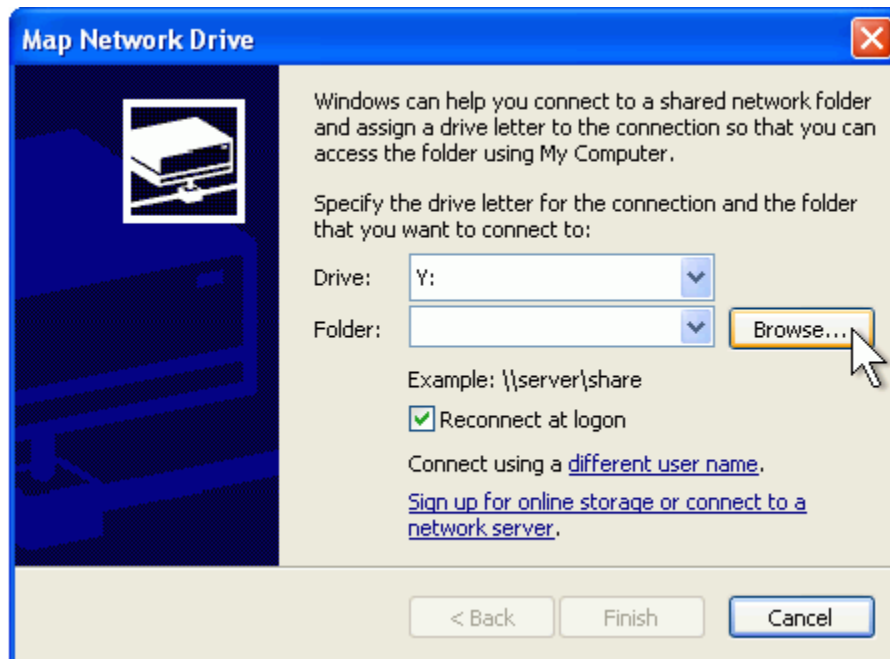 Map Network Drive
Windows can help you connect to a shared network folder
and assign a drive letter to the connection so that you can
access the folder using My Computer.
Specify the drive letter for the connection and the folder
that you want to connect to:
Drive: Y:
Folder: Browse...
Example: \\server\share
Reconnect at logon
Connect using a different user name.
Sign up for online storage or connect to a
network server.
< Back Finish Cancel